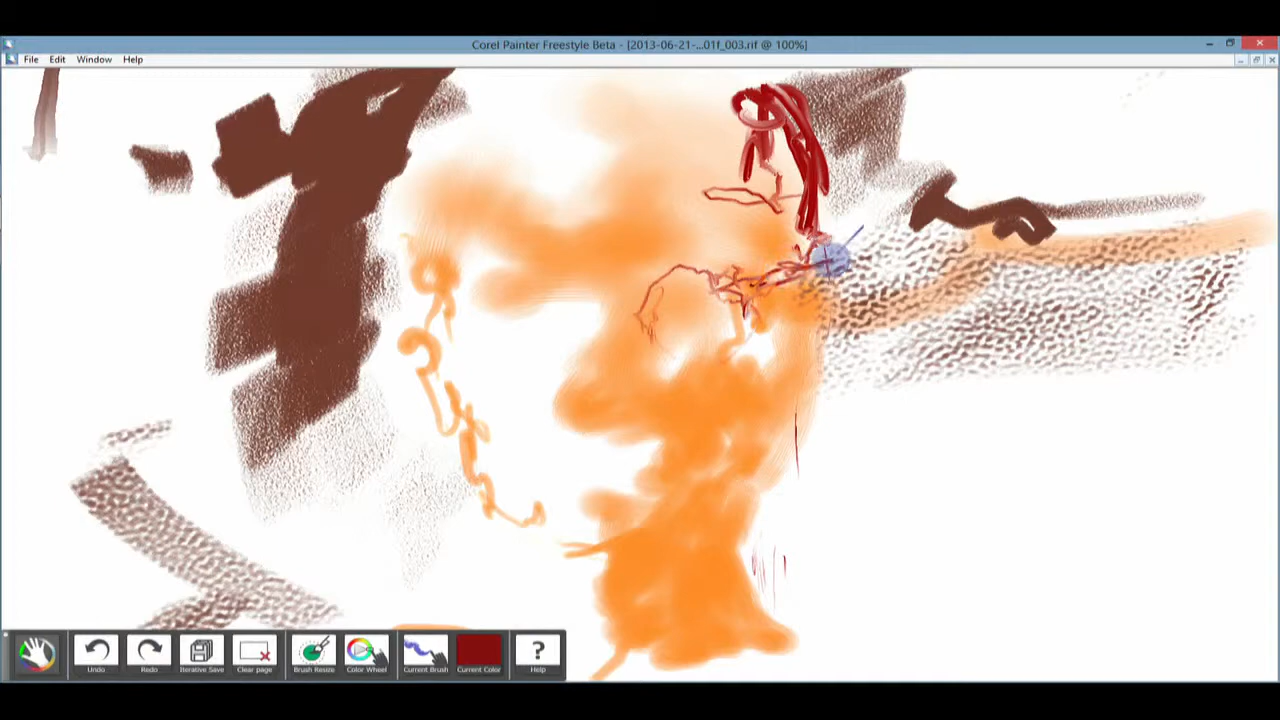 Corel Painter Freestyle Beta - [2013-06-21-...01f_003.rif @ 100%]
File Edit Window Help
Undo Redo Iterative Save Clear page Brush Resize Color Wheel Current Brush Current Color ? Help